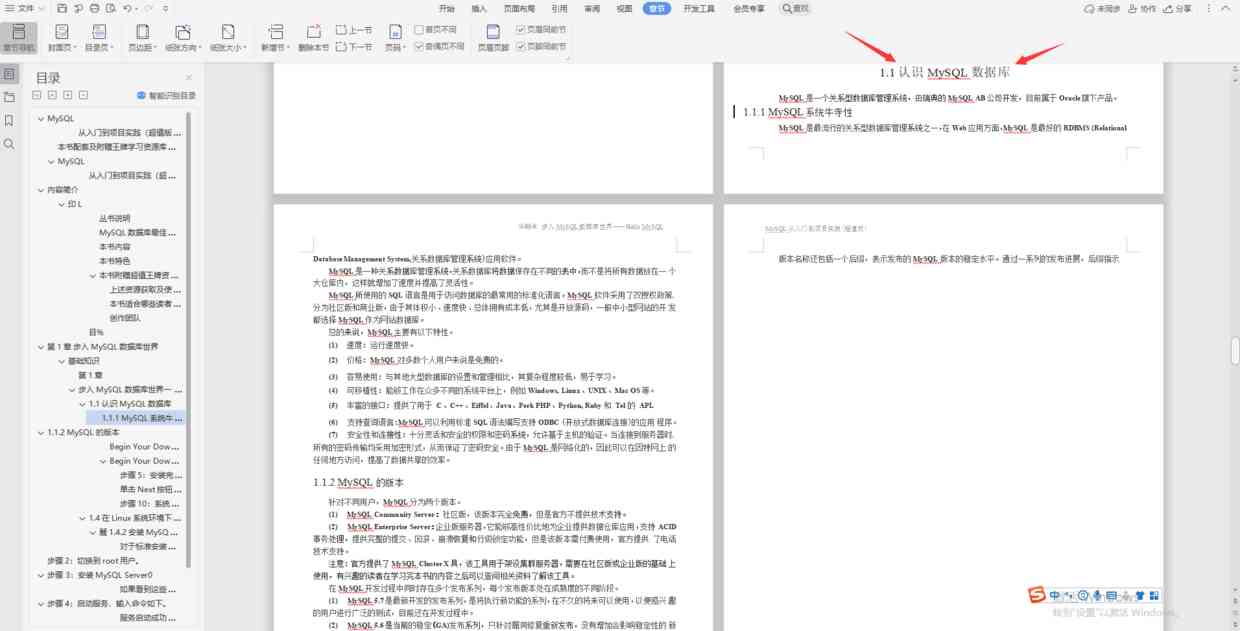 文件
开始 插入 页面布局 引用 审阅 视图 章节 开发工具 会员专享 查找
未同步 协作 分享
章节导航 封面页 目录页 页边距 纸张方向 纸张大小 新增节 删除本节 上一节 下一节 页码 首页不同 奇偶页不同 页眉页脚 页眉同前节 页脚同前节
目录
智能识别目录
MySQL
从入门到项目实践（超值版 ...
本书配套及附赠王牌学习资源库 ...
MySQL
从入门到项目实践（超 ...
内容简介
印 L
丛书说明
MySQL 数据库最佳 ...
本书内容
本书特色
本书附赠超值王牌资 ...
上述资源获取及使 ...
本书适合哪些读者 ...
创作团队
目%
第 1 章 步入 MySQL 数据库世界
基础知识
第 1 章
步入 MySQL 数据库世界一 ...
1.1 认识 MySQL 数据库
1.1.1 MySQL 系统牛 ...
1.1.2 MySQL 的版本
Begin Your Dow...
Begin Your Dow...
步骤 5：安装完 ...
单击 Next 按钮 ...
步骤 10：系统 ...
1.4 在 Linux 系统环境下 ...
1.4.2 安装 MySQ ...
对于标准安装 ...
步骤 2：切换到 root 用户。
步骤 3：安装 MySQL Server0
如果看到这些 ...
步骤 4：启动服务、输入命令如下。
服务启动成功 ...
1.1 认识 MySQL 数据库
MySQL 是一个关系型数据库管理系统，由瑞典的 MySQL AB 公司开发，目前属于 Oracle 旗下产品。
1.1.1 MySQL 系统牛寺性
MySQL 是最流行的关系型数据库管理系统之一，在 Web 应用方面，MySQL 是最好的 RDBMS (Relational
步入 MySQL 数据库世界——Hello MySQL
Database Management System,关系数据库管理系统）应用软件。
MySQL 是一种关系数据库管理系统，关系数据库将数据保存在不同的表中，而不是将所有数据放在一 个
大仓库内，这样就增加了速度并提高了灵活性。
MySQL 所使用的 SQL 语言是用于访问数据库的最常用的标准化语言。MySQL 软件采用了双授权政策，
分为社区版和商业版，由于其体积小、速度快、总体拥有成本低，尤其是开放源码，一般中小型网站的开 发
都选择 MySQL 作为网站数据库。
总的来说，MySQL 主要有以下特性。
(1) 速度：运行速度快。
(2) 价格：MySQL 对多数个人用户来说是免费的。
(3) 容易使用：与其他大型数据库的设置和管理相比，其复杂程度较低，易于学习。
(4) 可移植性：能够工作在众多不同的系统平台上，例如 Windows、Linux、UNIX、Mac OS 等。
(5) 丰富的接口：提供了用于 C、C++、Eiffel、Java、Perk PHP、Python, Ruby 和 Tel 的 APL
(6) 支持查询语言:MySQL 可以利用标准 SQL 语法编写支持 ODBC（开放式数据库连接）的应用 程序。
(7) 安全性和连接性：十分灵活和安全的权限和密码系统，允许基于主机的验证。当连接到服务器时，
所有的密码传输均采用加密形式，从而保证了密码安全。由于 MySQL 是网络化的，因此可以在因特网上 的
任何地方访问，提高了数据共享的效率。
1.1.2 MySQL 的版本
针对不同用户，MySQL 分为两个版本。
(1) MySQL Community Server：社区版，该版本完全免费，但是官方不提供技术支持。
(2) MySQL Enterprise Server：企业版服务器，它能够高性价比地为企业提供数据仓库应用，支持 ACID
事务处理，提供完整的提交、回滚、崩溃恢复和行级锁定功能，但是该版本需付费使用，官方提供 了电话
技术支持。
注意：官方提供了 MySQL Cluster X 具，该工具用于架设集群服务器，需要在社区版或企业版的基础 上
使用，有兴趣的读者在学习完本书的内容之后可以查阅相关资料了解该工具。
在 MySQL 开发过程中同时存在多个发布系列，每个发布版本处在成熟度的不同阶段。
(1) MySQL 5.7 是最新开发的发布系列，是将执行新功能的系列，在不久的将来可以使用，以便感兴 趣
的用户进行广泛的测试，目前还在开发过程中。
(2) MySQL 5.6 是当前的稳定(GA)发布系列，只针对漏洞修复重新发布，没有增加会影响稳定性的 新
MySQL 从入门到项目实践（超值版）
版本名称还包括一个后缀，表示发布的 MySQL 版本的稳定水平。通过一系列的发布进展，后缀指示
中
转到"设置"以激活 Windows。